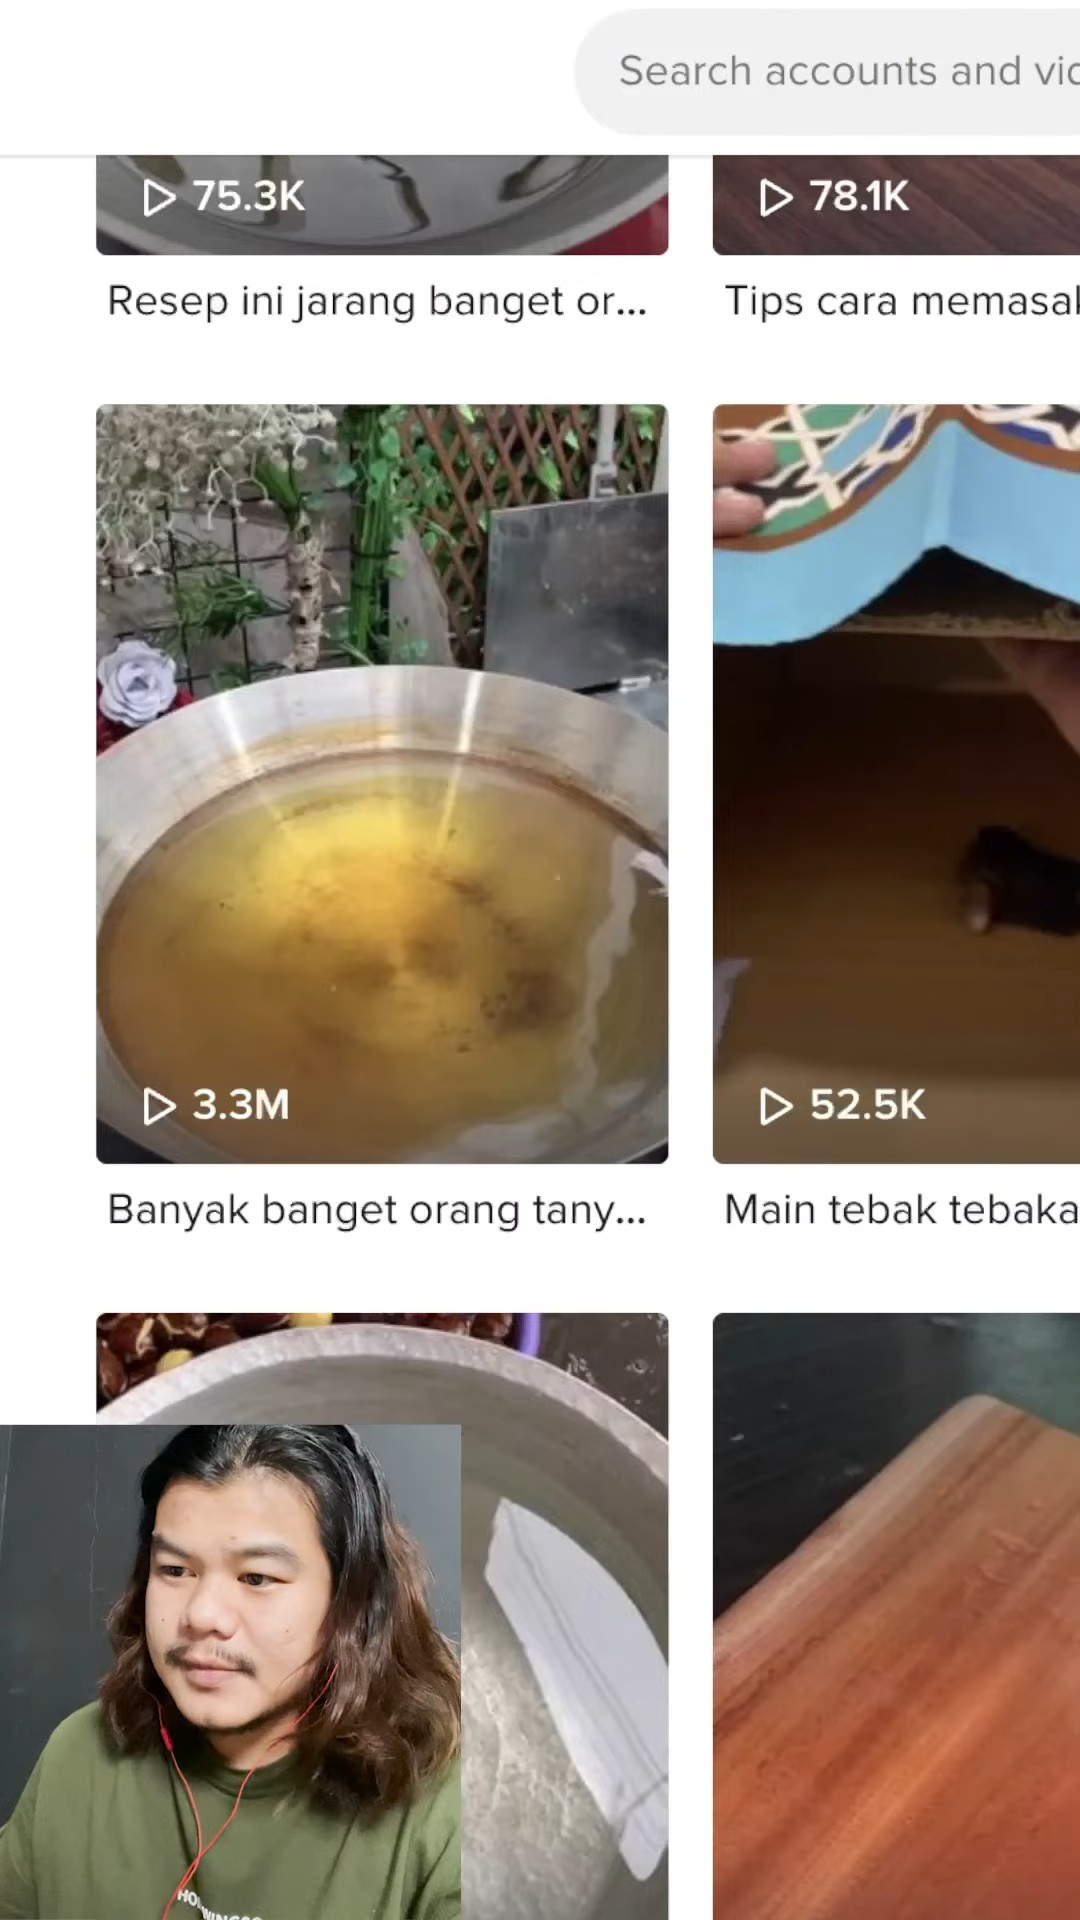 Search accounts and vid
75.3K
78.1K
Resep ini jarang banget or...
Tips cara memasak
3.3M
52.5K
Banyak banget orang tany...
Main tebak tebaka